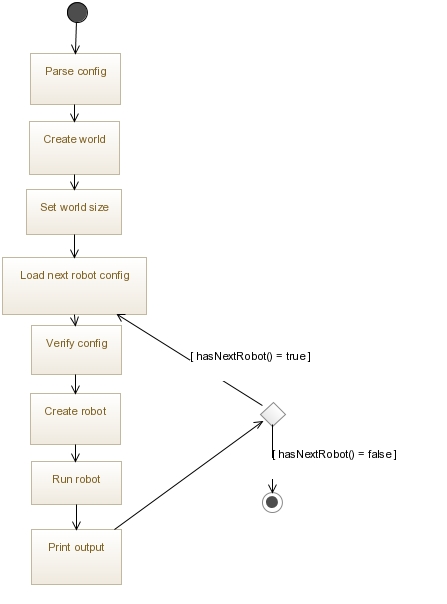 Parse config
Create world
Set world size
Load next robot config
Verify config
[ hasNextRobot() = true ]
Create robot
[ hasNextRobot() = false ]
Run robot
Print output